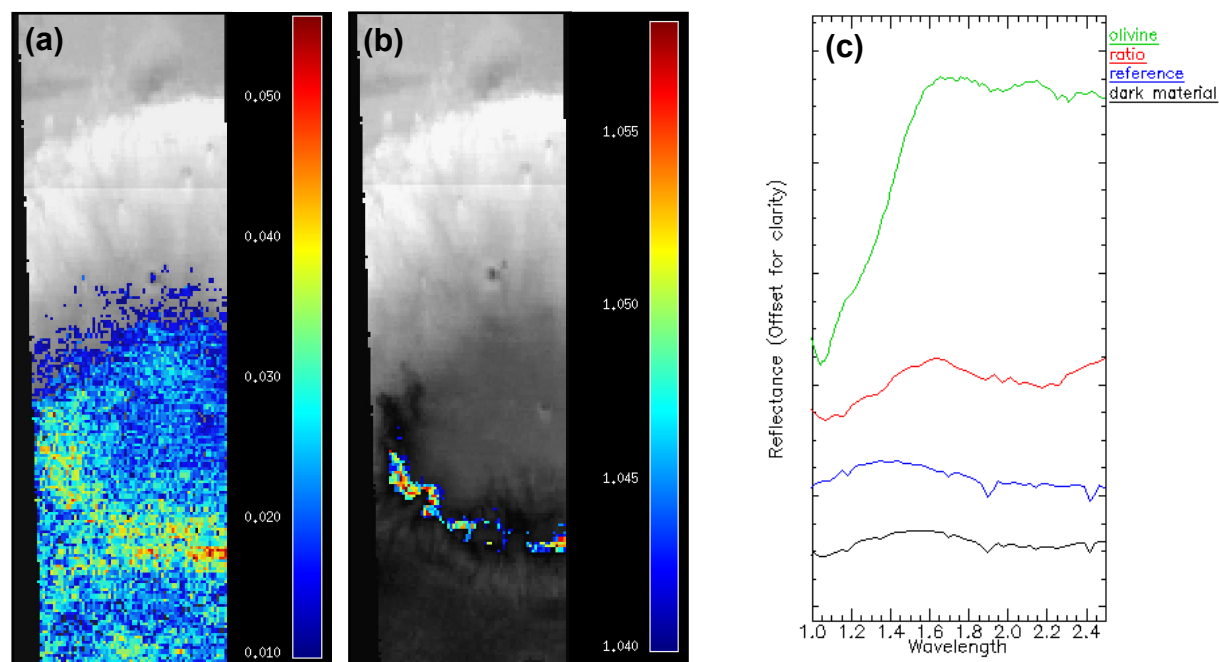 (a)
0.050
0.040
0.030
0.020
0.010
(b)
1.055
1.050
1.045
1.040
(c)
olivine
ratio
reference
dark material
Reflectance (Offset for clarity)
1.0 1.2 1.4 1.6 1.8 2.0 2.2 2.4
Wavelength